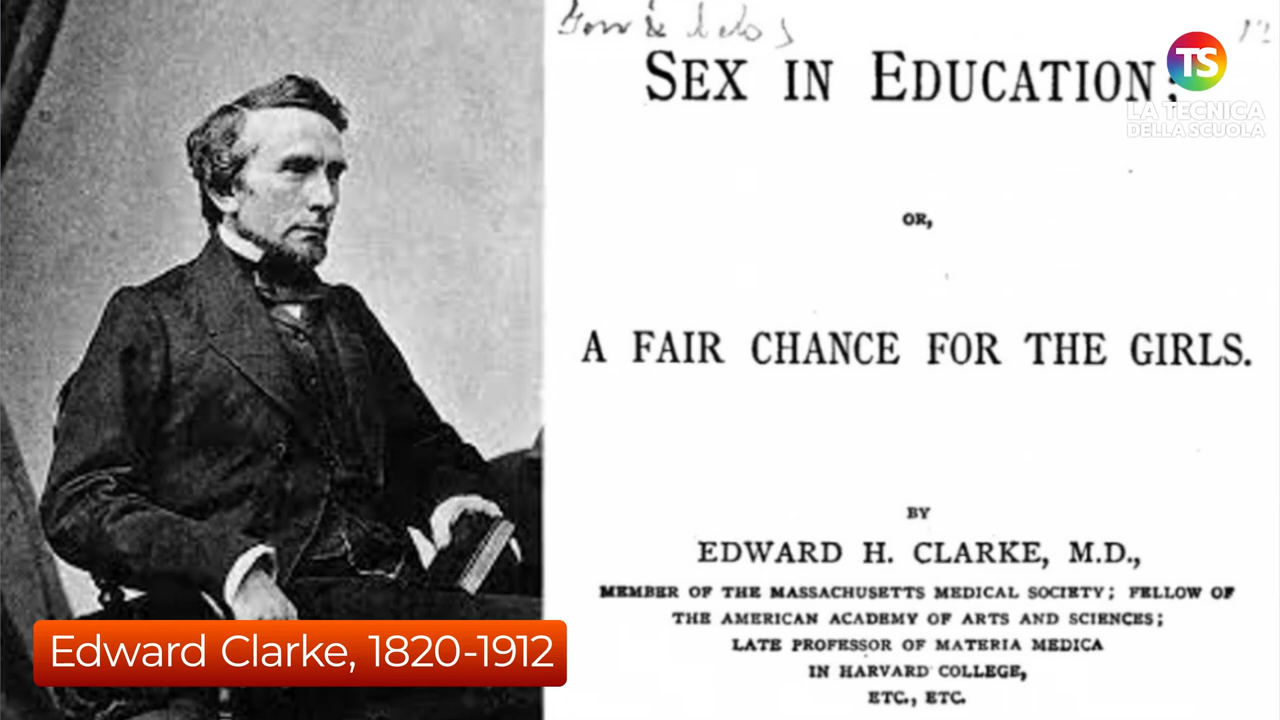 SEX IN EDUCATION:
TS
LA TECNICA
DELLA SCUOLA
OR,
A FAIR CHANCE FOR THE GIRLS.
BY
EDWARD H. CLARKE, M.D.,
MEMBER OF THE MASSACHUSETTS MEDICAL SOCIETY; FELLOW OF
THE AMERICAN ACADEMY OF ARTS AND SCIENCES;
LATE PROFESSOR OF MATERIA MEDICA
IN HARVARD COLLEGE,
ETC., ETC.
Edward Clarke, 1820-1912